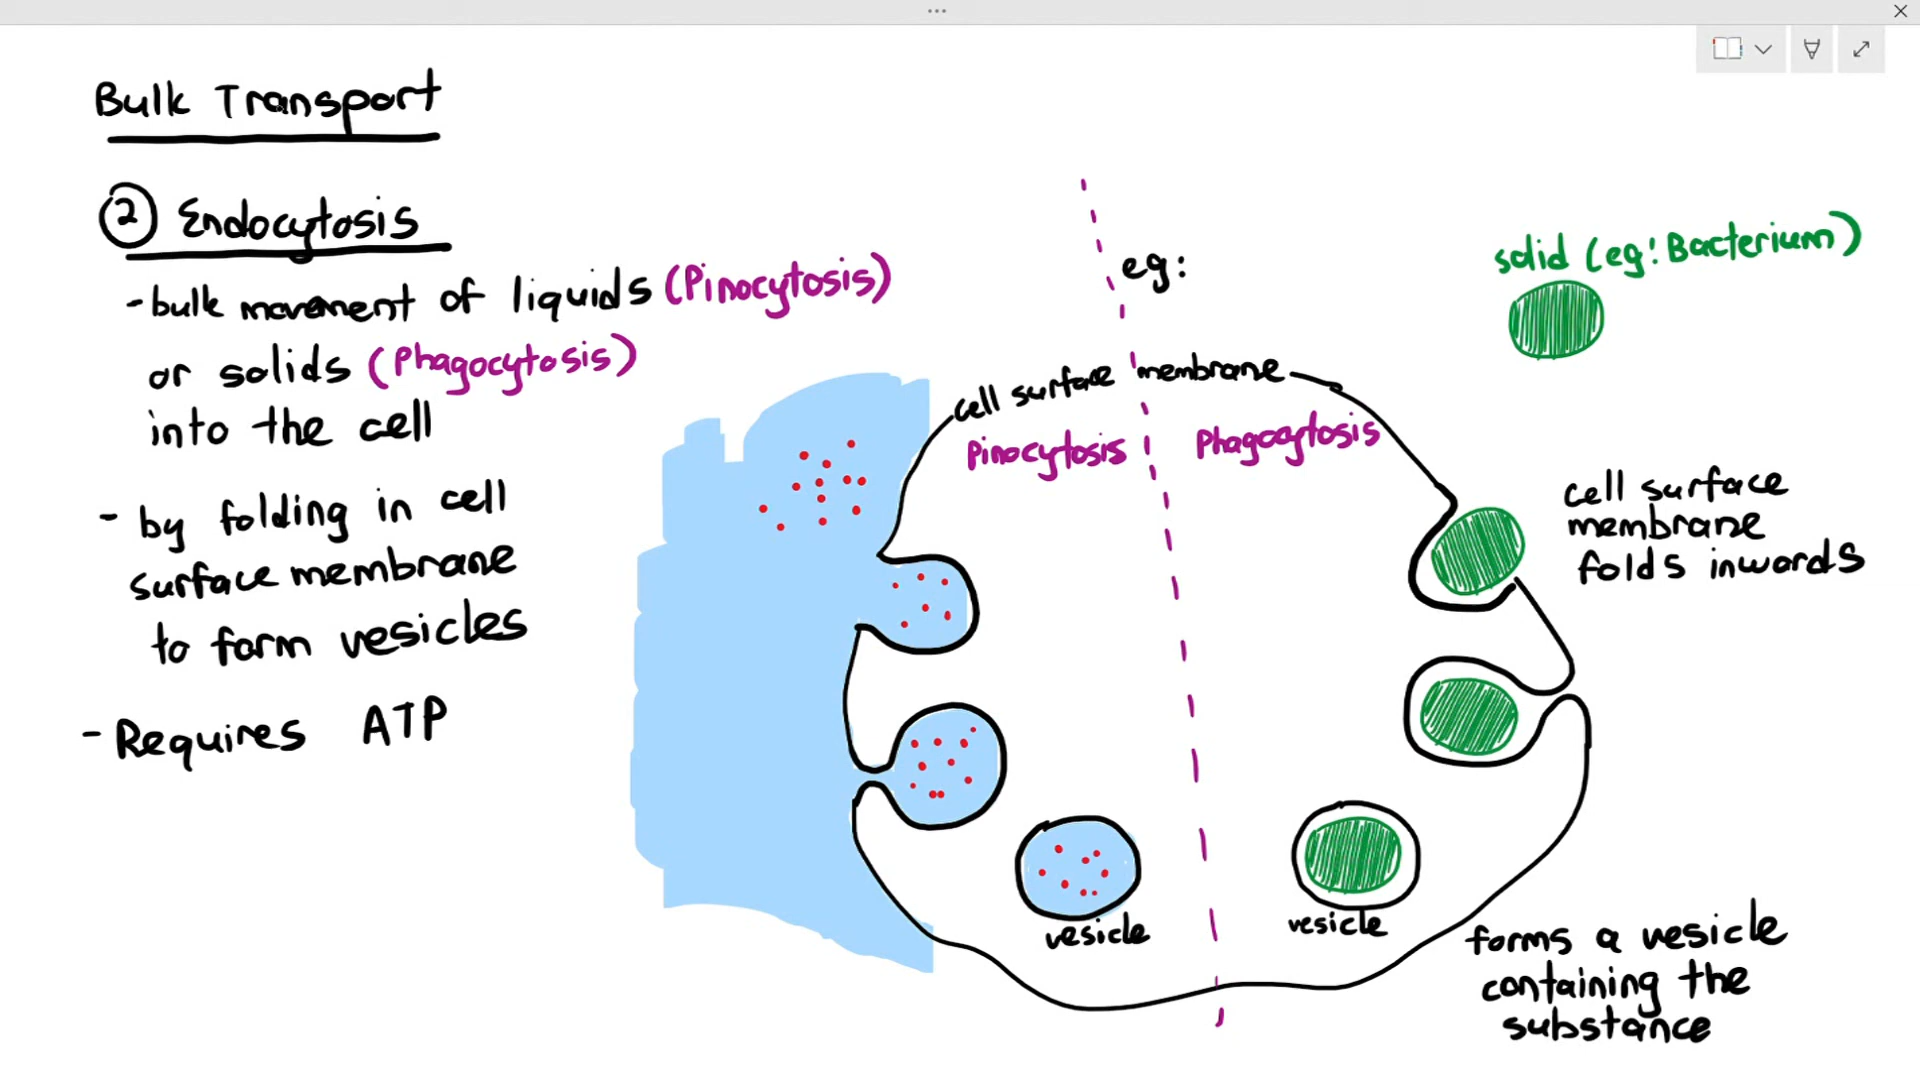 Bulk Transport
② Endocytosis
- bulk movement of liquids (Pinocytosis)
or solids (Phagocytosis)
into the cell
- by folding in cell
surface membrane
to form vesicles
- Requires ATP
eg:
solid (eg: Bacterium)
cell surface membrane
Pinocytosis
Phagocytosis
cell surface
membrane
folds inwards
vesicle
vesicle
forms a vesicle
containing the
substance